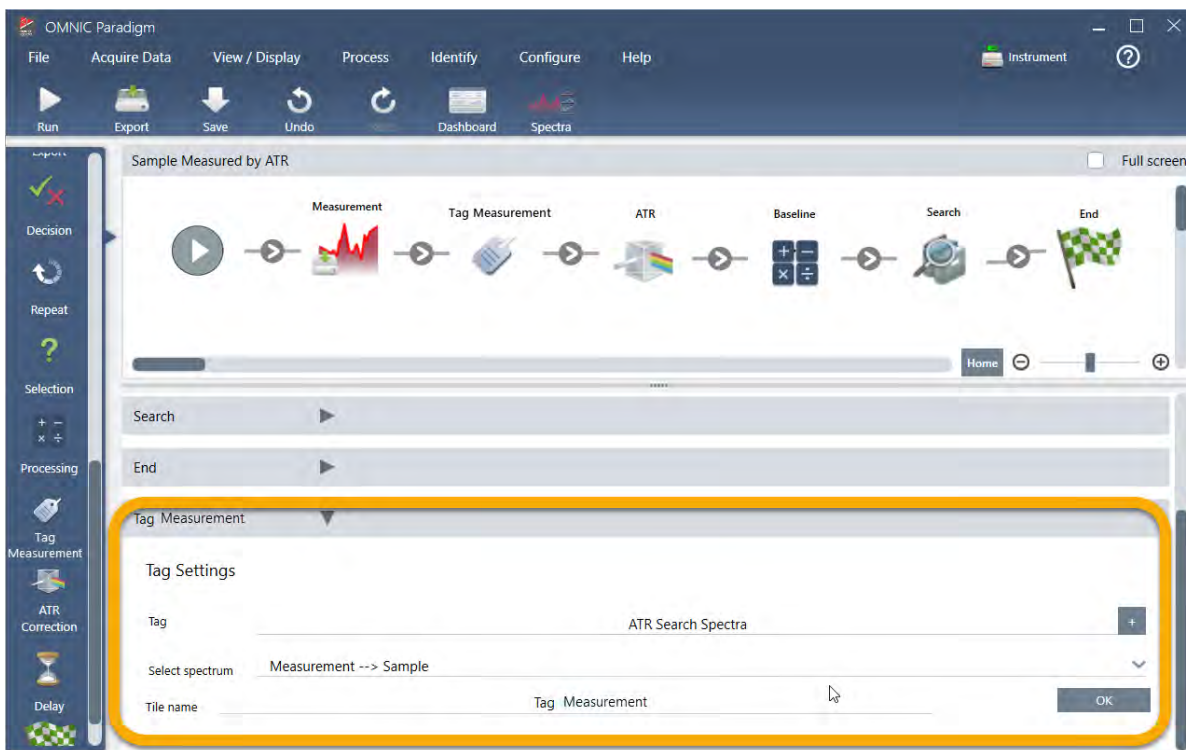 OMNIC Paradigm
File Acquire Data View / Display Process Identify Configure Help Instrument
Run Export Save Undo Dashboard Spectra
Export
Decision
Repeat
Selection
Processing
Tag
Measurement
ATR
Correction
Delay
Sample Measured by ATR Full screen
Measurement Tag Measurement ATR Baseline Search End
Home
Search
End
Tag Measurement
Tag Settings
Tag ATR Search Spectra +
Select spectrum Measurement --> Sample
Tile name Tag Measurement OK